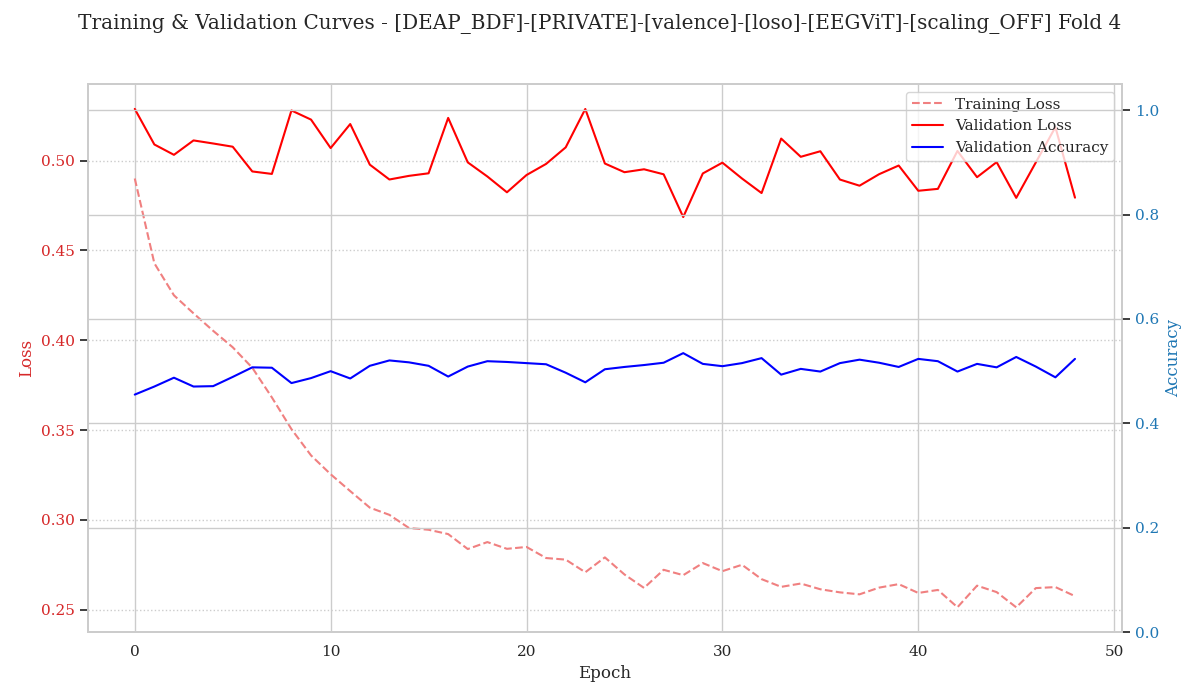 Training & Validation Curves - [DEAP_BDF]-[PRIVATE]-[valence]-[loso]-[EEGViT]-[scaling_OFF] Fold 4
Training Loss
Validation Loss
Validation Accuracy
0.50
0.45
0.40
0.35
0.30
0.25
Loss
1.0
0.8
0.6
0.4
0.2
0.0
Accuracy
0
10
20
30
40
50
Epoch